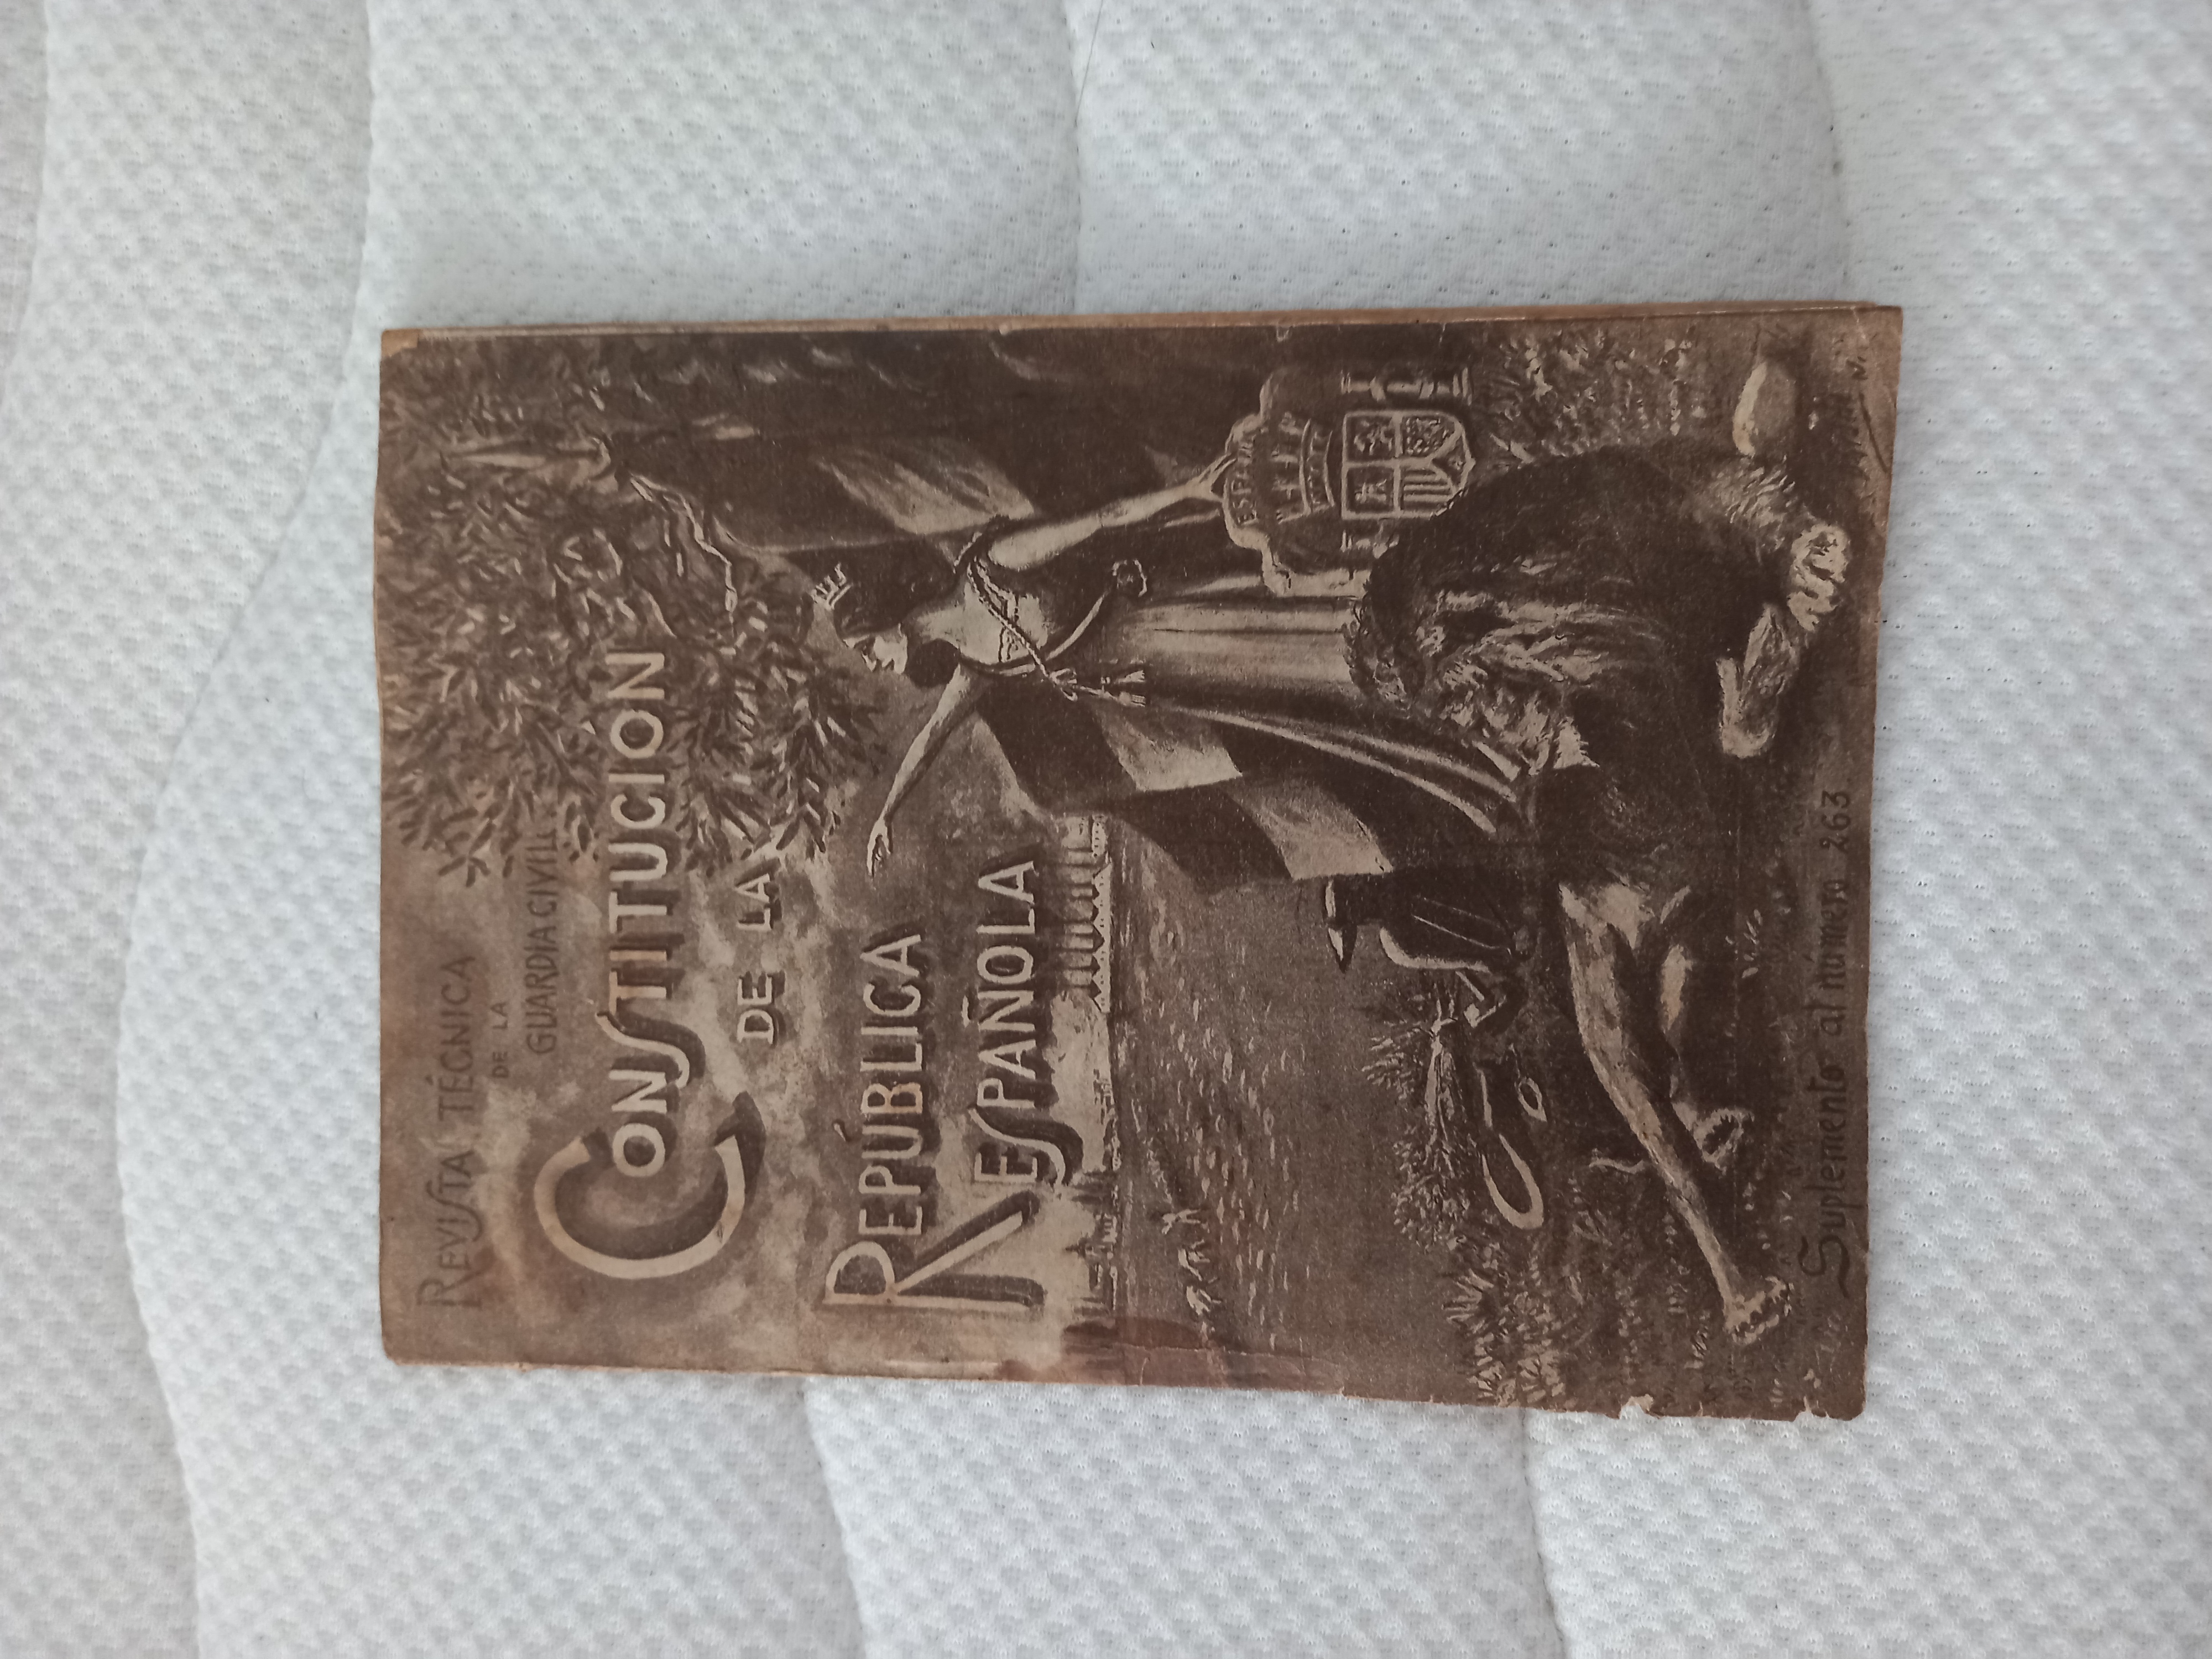 REVISTA TÉCNICA
DE LA
GUARDIA CIVIL
CONSTITUCIÓN
DE LA
REPÚBLICA
ESPAÑOLA
Suplemento al número 263